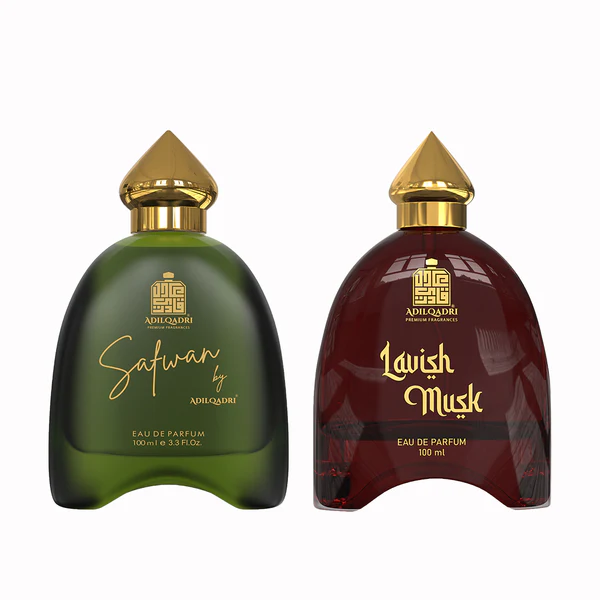 ADILQADRI®
PREMIUM FRAGRANCES
Safwan
by
ADILQADRI®
EAU DE PARFUM
100 ml e 3.3 Fl.Oz.
ADILQADRI®
PREMIUM FRAGRANCES
Lavish
Musk
EAU DE PARFUM
100 ml